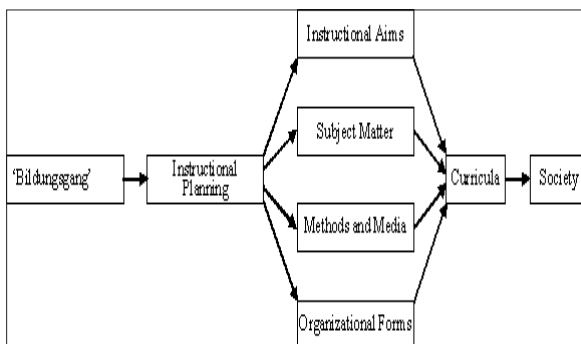 Instructional Aims
Subject Matter
'Bildungsgang'
Instructional
Planning
Curricula
Society
Methods and Media
Organizational Forms